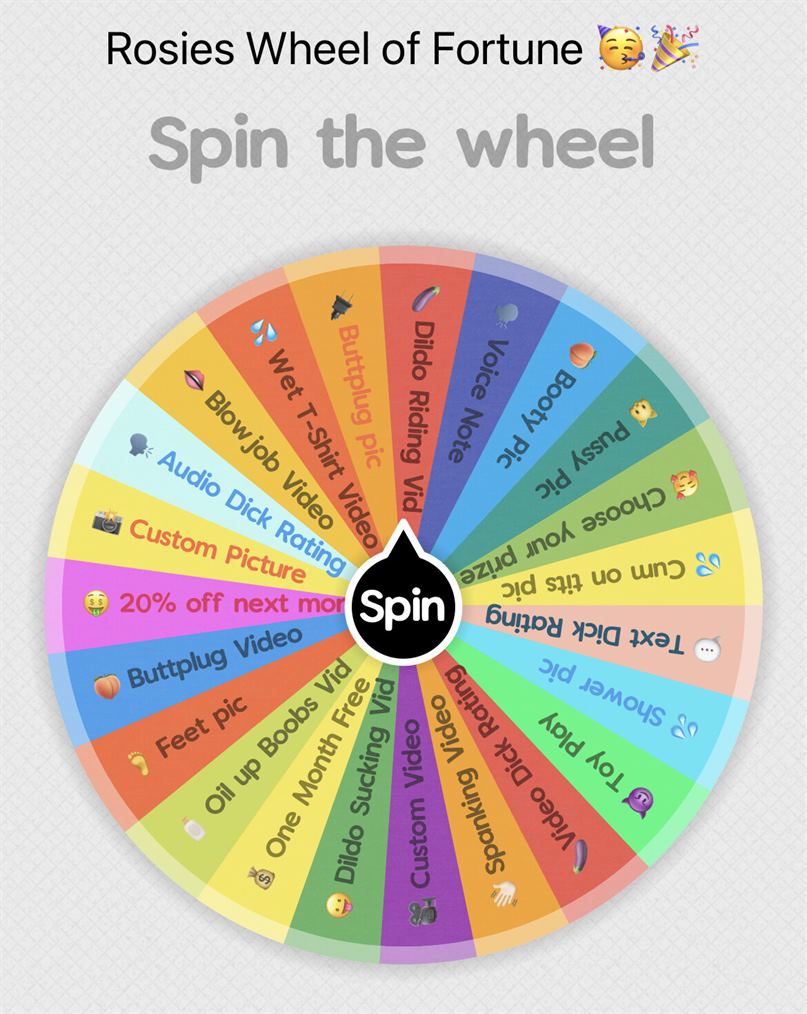 Rosies Wheel of Fortune 🥳🎉
Spin the wheel
🍆 Dildo Riding Vid
🗣️ Voice Note
🍑 Booty Pic
🐱 Pussy Pic
🥰 Choose your prize
💦 Cum on tits pic
💬 Text Dick Rating
💦 Shower pic
😈 Toy Play
🍆 Video Dick Rating
👋 Spanking Video
🎥 Custom Video
😛 Dildo Sucking Vid
💰 One Month Free
🧴 Oil up Boobs Vid
🦶 Feet pic
🍑 Buttplug Video
🤑 20% off next mor
📸 Custom Picture
🗣️ Audio Dick Rating
🫦 Blowjob Video
💦 Wet T-Shirt Video
🔌 Buttplug pic
Spin